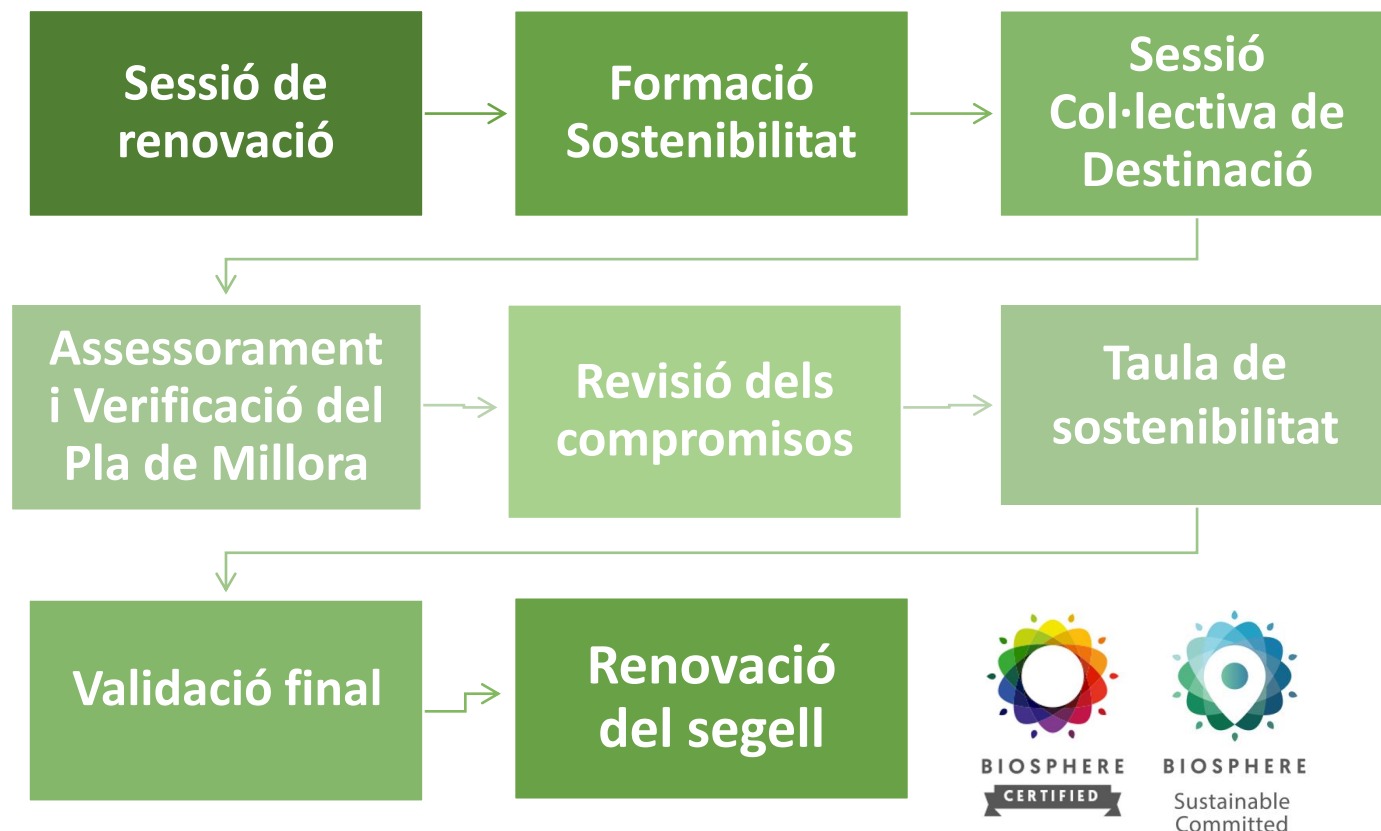 Sessió de
renovació
Formació
Sostenibilitat
Sessió
Col·lectiva de
Destinació
Assessorament
i Verificació del
Pla de Millora
Revisió dels
compromisos
Taula de
sostenibilitat
Validació final
Renovació
del segell
BIOSPHERE
CERTIFIED
BIOSPHERE
Sustainable
Committed